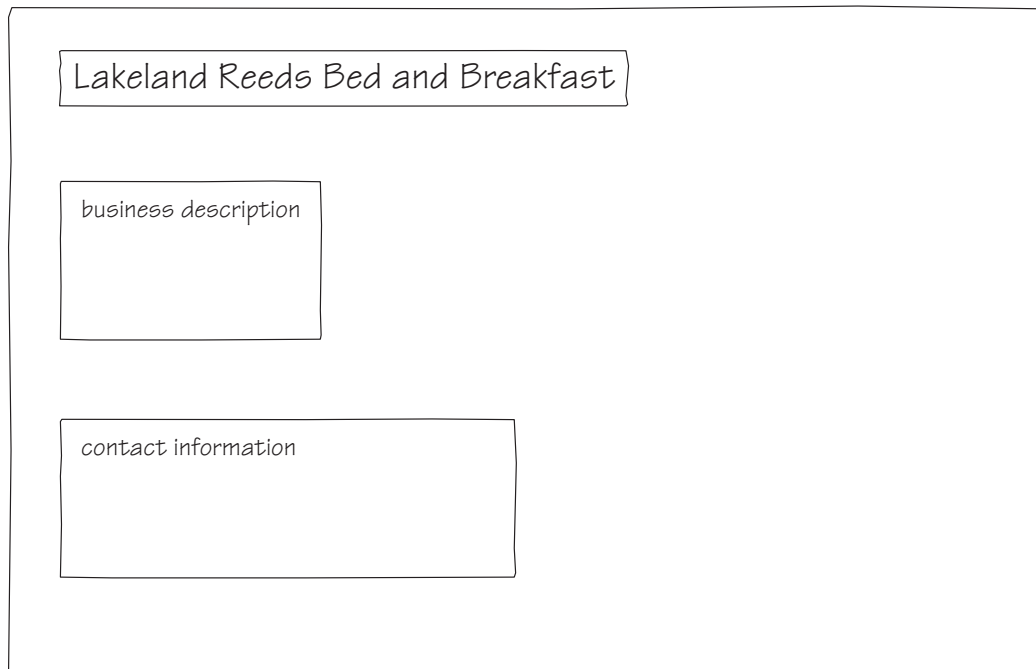 Lakeland Reeds Bed and Breakfast
business description
contact information